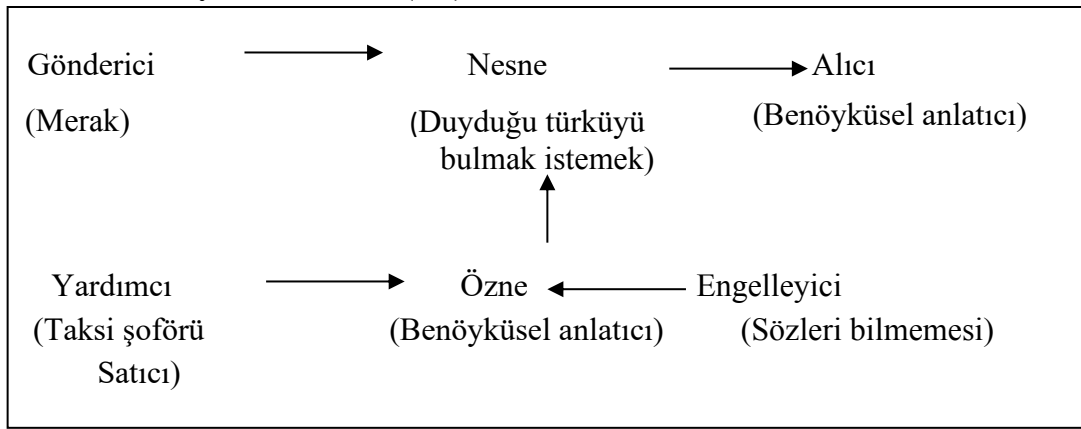 Gönderici Nesne Alıcı
(Merak) (Duyduğu türküyü (Benöyküsel anlatıcı)
bulmak istemek)
Yardımcı Özne Engelleyici
(Taksi şoförü (Benöyküsel anlatıcı) (Sözleri bilmemesi)
Satıcı)